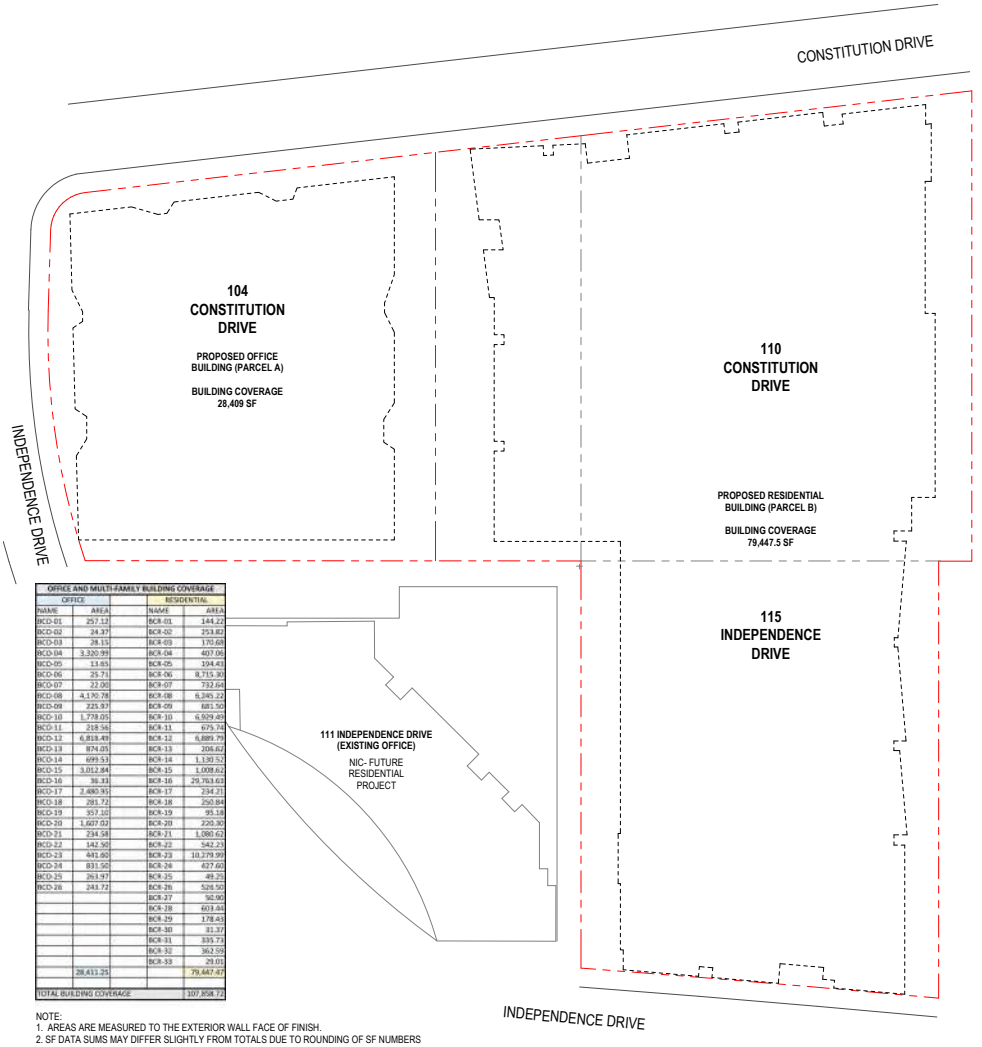 CONSTITUTION DRIVE
104
CONSTITUTION
DRIVE
PROPOSED OFFICE
BUILDING (PARCEL A)
BUILDING COVERAGE
28,409 SF
110
CONSTITUTION
DRIVE
PROPOSED RESIDENTIAL
BUILDING (PARCEL B)
BUILDING COVERAGE
79,447.5 SF
INDEPENDENCE DRIVE
115
INDEPENDENCE
DRIVE
111 INDEPENDENCE DRIVE
(EXISTING OFFICE)
NIC- FUTURE
RESIDENTIAL
PROJECT
OFFICE AND MULTI-FAMILY BUILDING COVERAGE
OFFICE RESIDENTIAL
NAME AREA NAME AREA
BCO-01 257.12 BCR-01 144.22
BCO-02 24.37 BCR-02 253.82
BCO-03 28.15 BCR-03 170.68
BCO-04 3,320.99 BCR-04 407.06
BCO-05 13.65 BCR-05 194.43
BCO-06 25.71 BCR-06 8,715.30
BCO-07 22.00 BCR-07 732.64
BCO-08 4,170.78 BCR-08 6,245.22
BCO-09 225.97 BCR-09 681.50
BCO-10 1,778.05 BCR-10 6,929.49
BCO-11 218.56 BCR-11 675.74
BCO-12 6,818.49 BCR-12 6,889.79
BCO-13 874.05 BCR-13 206.62
BCO-14 699.53 BCR-14 1,130.52
BCO-15 3,012.84 BCR-15 1,008.62
BCO-16 36.33 BCR-16 29,763.63
BCO-17 2,480.95 BCR-17 234.21
BCO-18 281.72 BCR-18 250.84
BCO-19 357.10 BCR-19 95.18
BCO-20 1,607.02 BCR-20 220.30
BCO-21 234.58 BCR-21 1,080.62
BCO-22 142.50 BCR-22 542.23
BCO-23 441.60 BCR-23 10,279.99
BCO-24 831.50 BCR-24 427.60
BCO-25 263.97 BCR-25 49.25
BCO-26 243.72 BCR-26 526.50
BCR-27 50.90
BCR-28 603.44
BCR-29 178.43
BCR-30 31.37
BCR-31 335.73
BCR-32 362.59
BCR-33 29.01
28,411.25 79,447.47
TOTAL BUILDING COVERAGE 107,858.72
INDEPENDENCE DRIVE
NOTE:
1. AREAS ARE MEASURED TO THE EXTERIOR WALL FACE OF FINISH.
2. SF DATA SUMS MAY DIFFER SLIGHTLY FROM TOTALS DUE TO ROUNDING OF SF NUMBERS